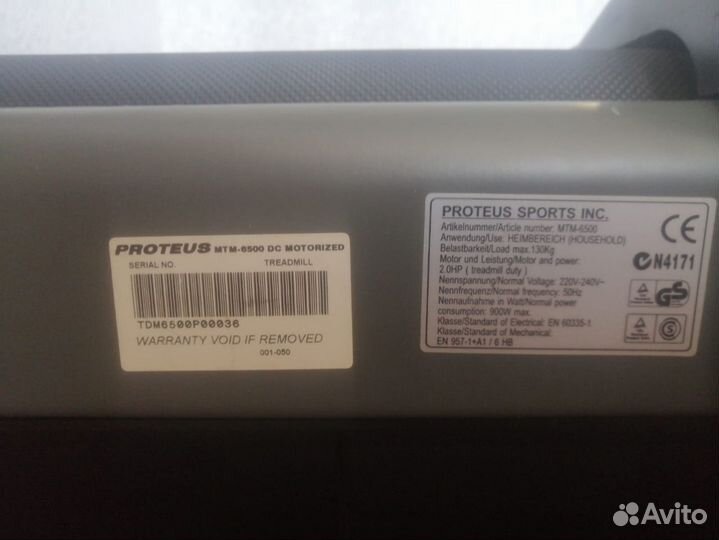 PROTEUS MTM-6500 DC MOTORIZED
SERIAL NO. TREADMILL
TDM6500P00036
WARRANTY VOID IF REMOVED
001-050
PROTEUS SPORTS INC.
Artikelnummer/Article number: MTM-6500
Anwendung/Use: HEIMBEREICH (HOUSEHOLD)
Belastbarkeit/Load max.130Kg
Motor und Leistung/Motor and power:
2.0HP ( treadmill duty )
Nennspannung/Normal Voltage: 220V-240V~
Nennfrequenz/Normal frequency: 50Hz
Nennaufnahme in Watt/Normal power
consumption: 900W max.
Klasse/Standard of Electrical: EN 60335-1
Klasse/Standard of Mechanical:
EN 957-1+A1 / 6 HB
CE
N4171
GS
Avito